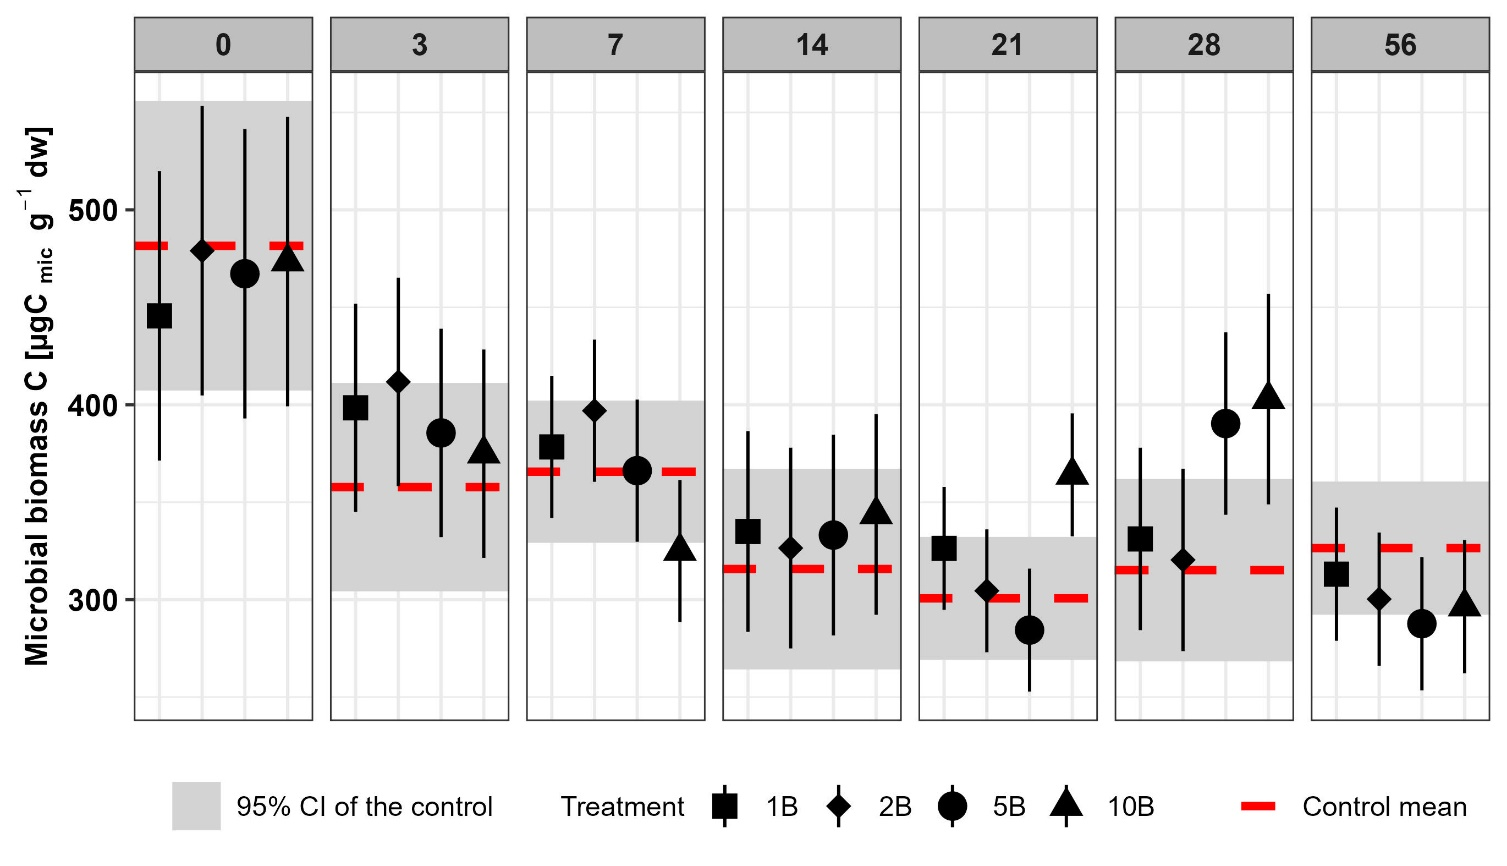 0 3 7 14 21 28 56
Microbial biomass C [µgC mic g⁻¹ dw]
500
400
300
95% CI of the control Treatment 1B 2B 5B 10B Control mean